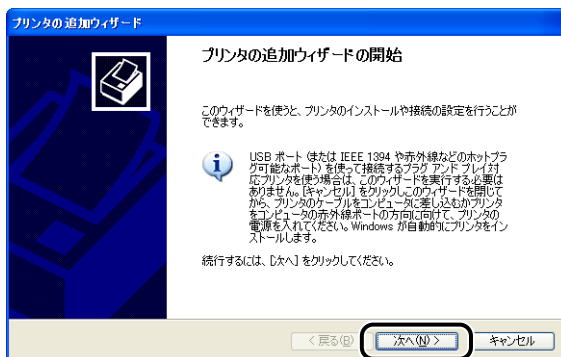 プリンタの追加ウィザード
プリンタの追加ウィザードの開始
このウィザードを使うと、プリンタのインストールや接続の設定を行うことが
できます。
USB ポート (または IEEE 1394 や赤外線などのホットプラ
グ可能なポート) を使って接続するプラグ アンド プレイ対
応プリンタを使う場合は、このウィザードを実行する必要は
ありません。[キャンセル] をクリックしこのウィザードを閉じて
から、プリンタのケーブルをコンピュータに差し込むかプリンタ
をコンピュータの赤外線ポートの方向に向けて、プリンタの
電源を入れてください。Windows が自動的にプリンタをイン
ストールします。
続行するには、[次へ] をクリックしてください。
< 戻る(B)
次へ(N) >
キャンセル